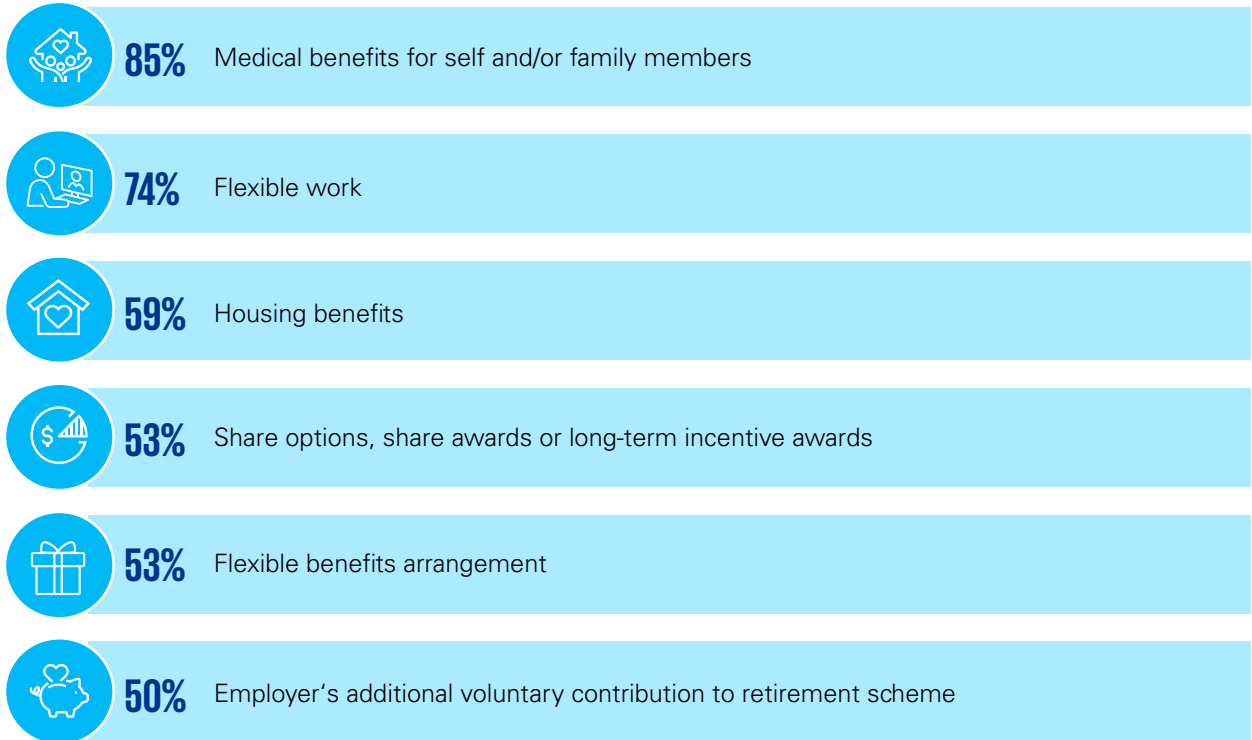 85% Medical benefits for self and/or family members
74% Flexible work
59% Housing benefits
$
53% Share options, share awards or long-term incentive awards
53% Flexible benefits arrangement
50% Employer‘s additional voluntary contribution to retirement scheme